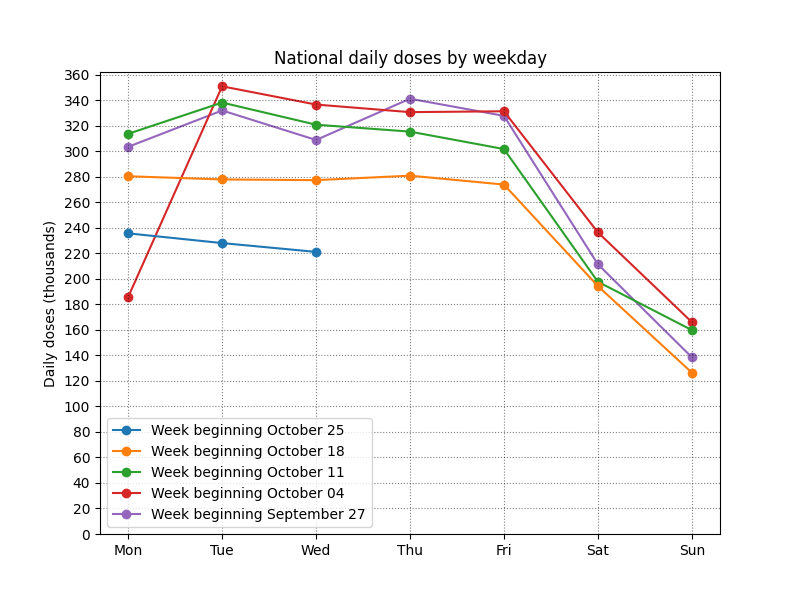 National daily doses by weekday
Daily doses (thousands)
360
340
320
300
280
260
240
220
200
180
160
140
120
100
80
60
40
20
0
Week beginning October 25
Week beginning October 18
Week beginning October 11
Week beginning October 04
Week beginning September 27
Mon Tue Wed Thu Fri Sat Sun